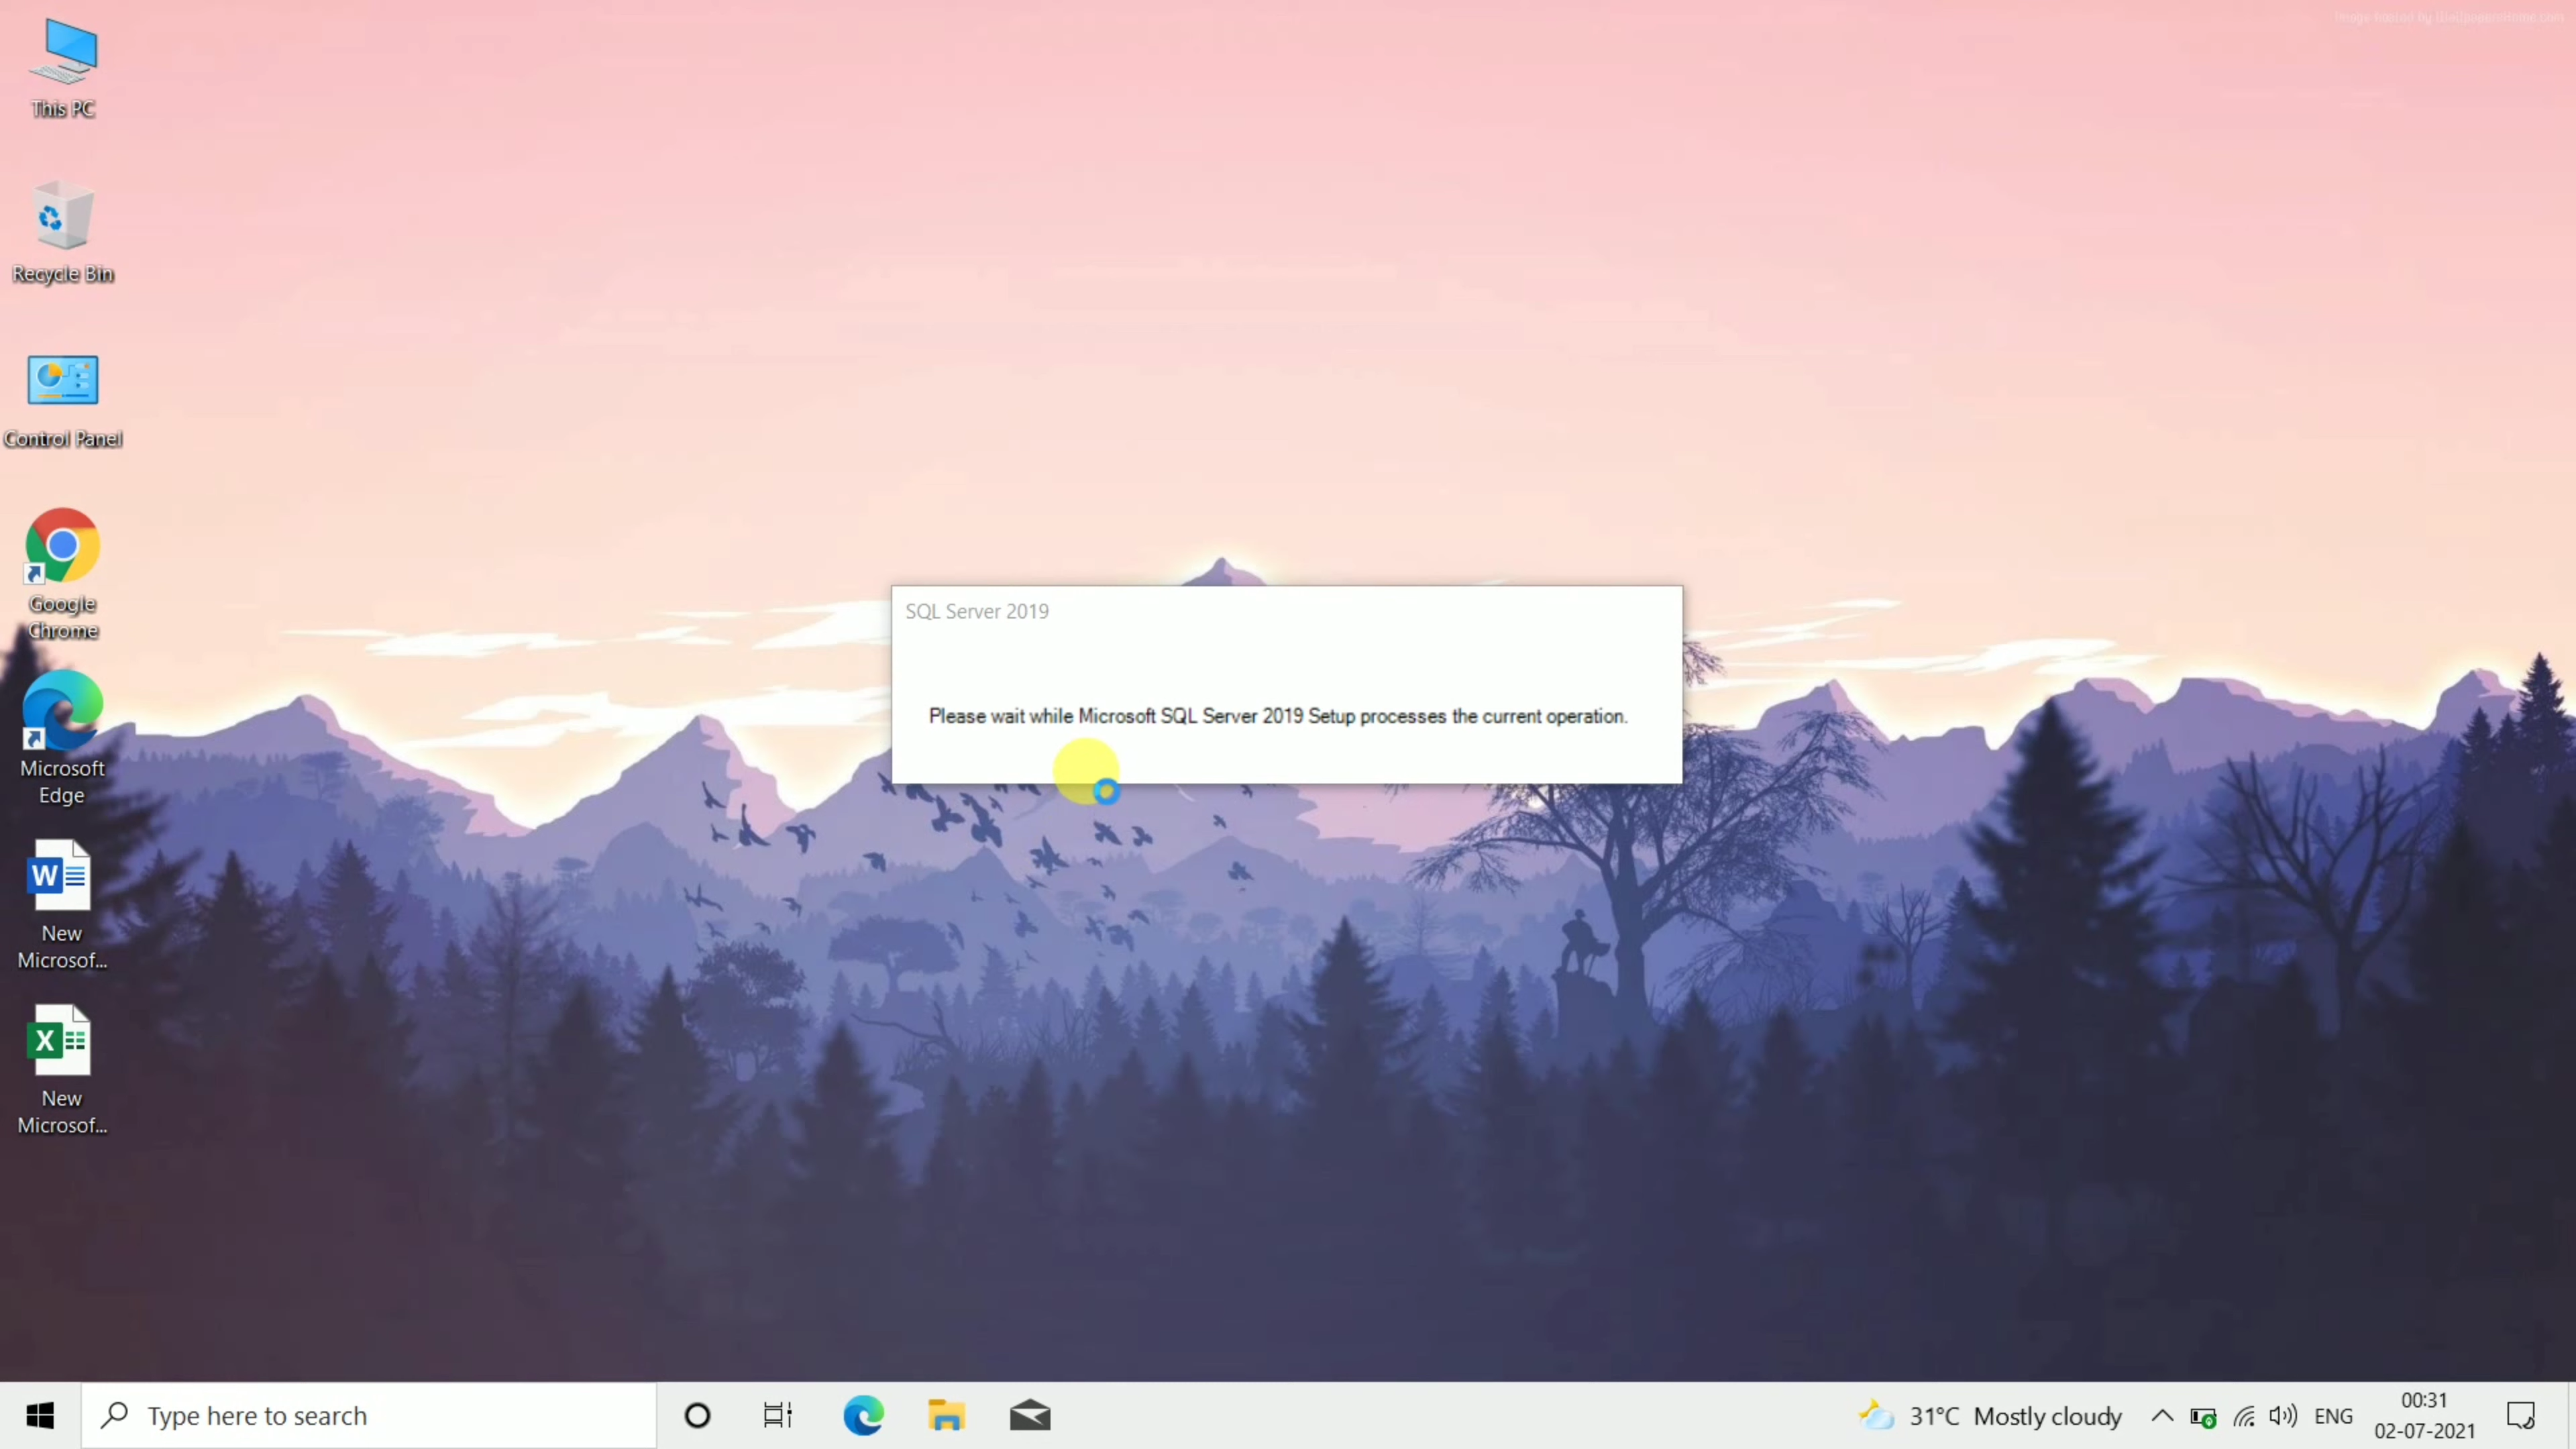 This PC
Recycle Bin
Control Panel
Google
Chrome
Microsoft
Edge
New
Microsof...
New
Microsof...
SQL Server 2019
Please wait while Microsoft SQL Server 2019 Setup processes the current operation.
Type here to search
31°C Mostly cloudy
ENG
00:31
02-07-2021